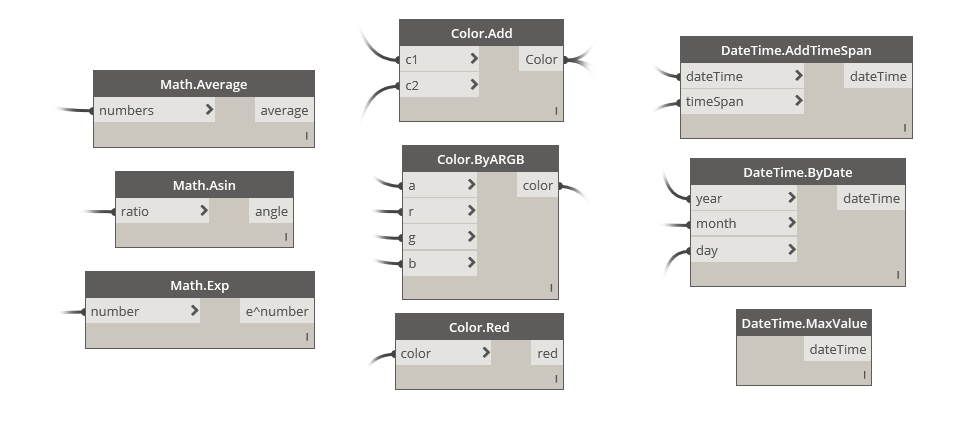 Math.Average
numbers > average
I
Math.Asin
ratio > angle
I
Math.Exp
number > e^number
I
Color.Add
c1 > Color
c2 >
I
Color.ByARGB
a > color
r >
g >
b >
I
Color.Red
color > red
I
DateTime.AddTimeSpan
dateTime > dateTime
timeSpan >
I
DateTime.ByDate
year > dateTime
month >
day >
I
DateTime.MaxValue
dateTime
I